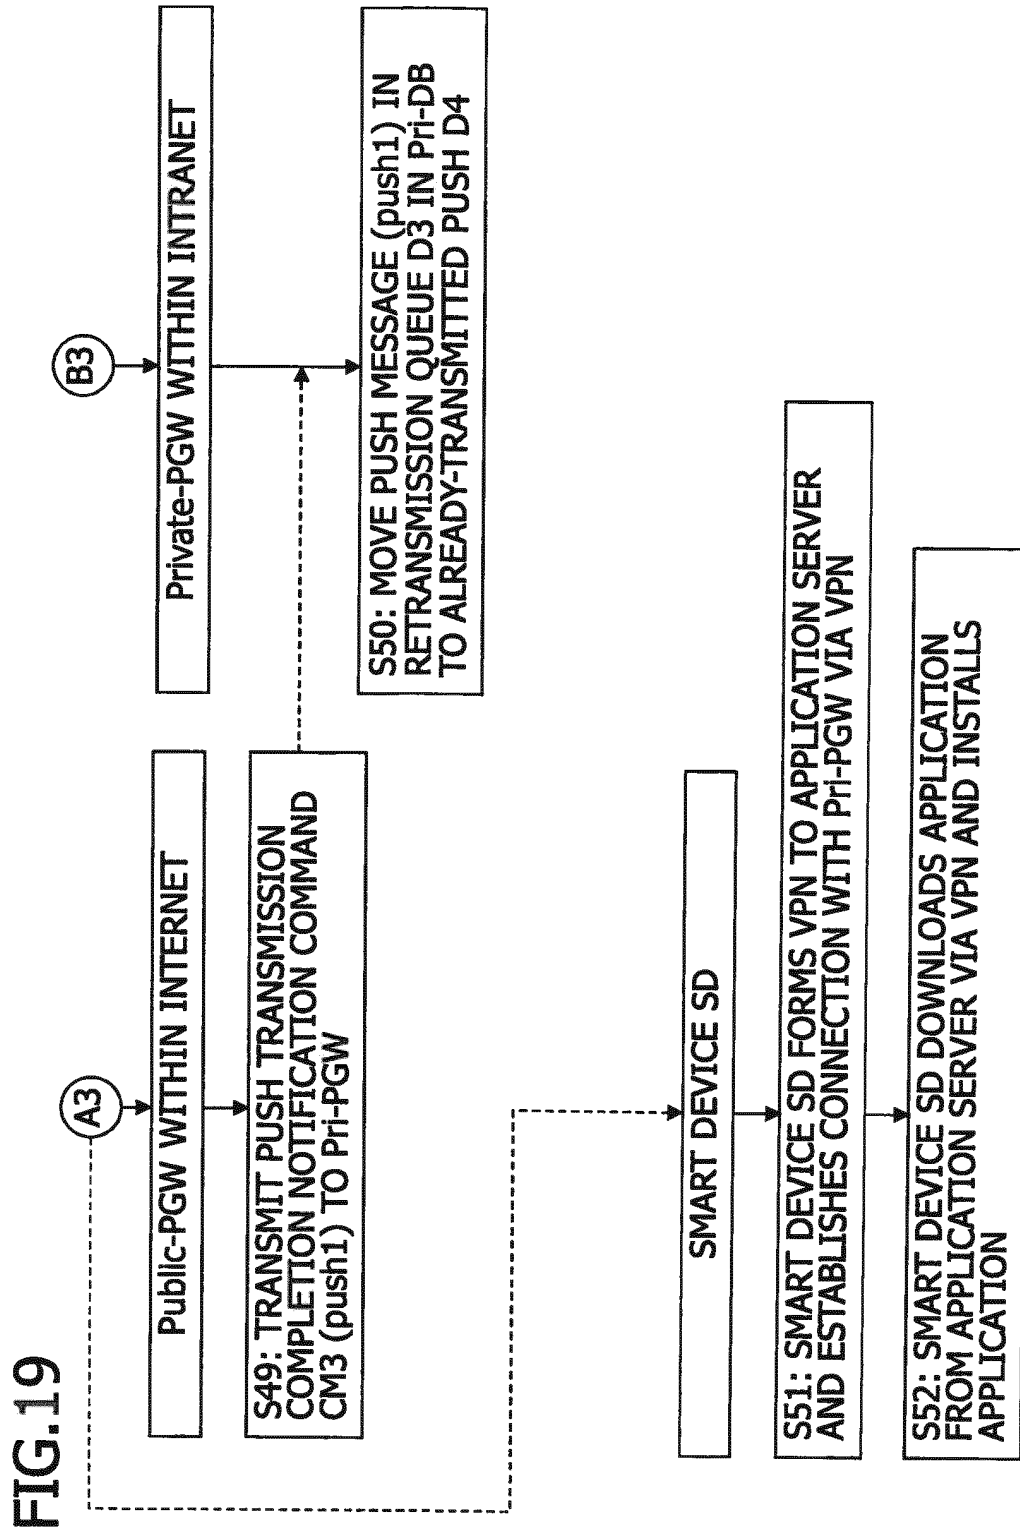 FIG.19
A3
Public-PGW WITHIN INTERNET
S49: TRANSMIT PUSH TRANSMISSION
COMPLETION NOTIFICATION COMMAND
CM3 (push1) TO Pri-PGW
B3
Private-PGW WITHIN INTRANET
S50: MOVE PUSH MESSAGE (push1) IN
RETRANSMISSION QUEUE D3 IN Pri-DB
TO ALREADY-TRANSMITTED PUSH D4
SMART DEVICE SD
S51: SMART DEVICE SD FORMS VPN TO APPLICATION SERVER
AND ESTABLISHES CONNECTION WITH Pri-PGW VIA VPN
S52: SMART DEVICE SD DOWNLOADS APPLICATION
FROM APPLICATION SERVER VIA VPN AND INSTALLS
APPLICATION